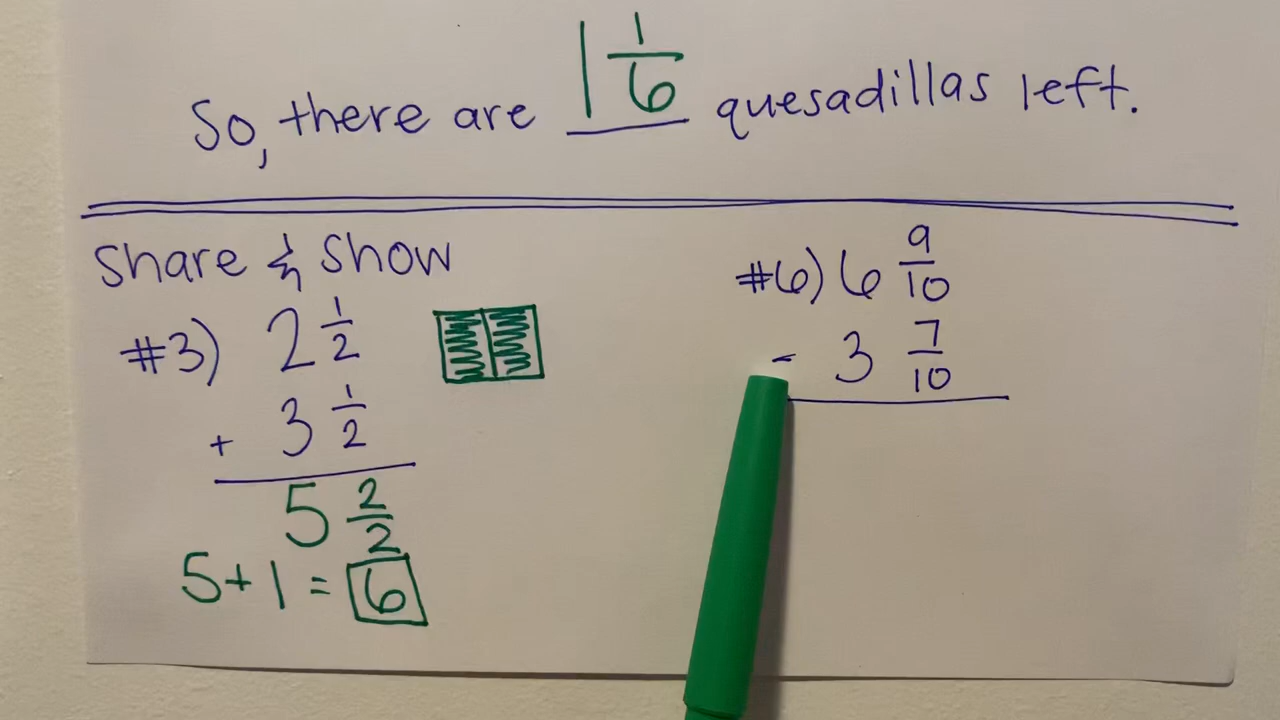 So, there are 1 1/6 quesadillas left.
Share & Show
#3) 2 1/2
+ 3 1/2
5 2/2
5+1 = 6
#6) 6 9/10
- 3 7/10